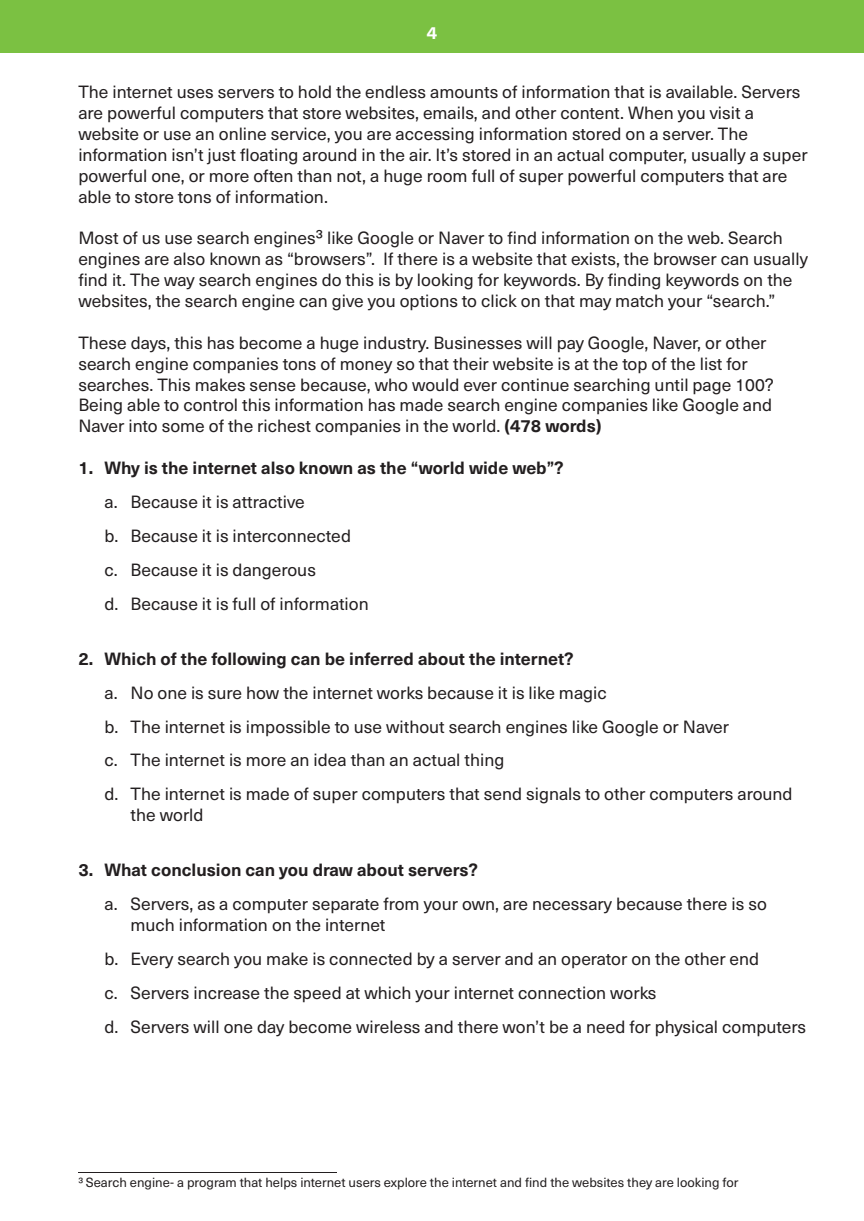 4
The internet uses servers to hold the endless amounts of information that is available. Servers
are powerful computers that store websites, emails, and other content. When you visit a
website or use an online service, you are accessing information stored on a server. The
information isn’t just floating around in the air. It’s stored in an actual computer, usually a super
powerful one, or more often than not, a huge room full of super powerful computers that are
able to store tons of information.
Most of us use search engines³ like Google or Naver to find information on the web. Search
engines are also known as “browsers”.  If there is a website that exists, the browser can usually
find it. The way search engines do this is by looking for keywords. By finding keywords on the
websites, the search engine can give you options to click on that may match your “search.”
These days, this has become a huge industry. Businesses will pay Google, Naver, or other
search engine companies tons of money so that their website is at the top of the list for
searches. This makes sense because, who would ever continue searching until page 100?
Being able to control this information has made search engine companies like Google and
Naver into some of the richest companies in the world. (478 words)
1. Why is the internet also known as the “world wide web”?
a. Because it is attractive
b. Because it is interconnected
c. Because it is dangerous
d. Because it is full of information
2. Which of the following can be inferred about the internet?
a. No one is sure how the internet works because it is like magic
b. The internet is impossible to use without search engines like Google or Naver
c. The internet is more an idea than an actual thing
d. The internet is made of super computers that send signals to other computers around
the world
3. What conclusion can you draw about servers?
a. Servers, as a computer separate from your own, are necessary because there is so
much information on the internet
b. Every search you make is connected by a server and an operator on the other end
c. Servers increase the speed at which your internet connection works
d. Servers will one day become wireless and there won’t be a need for physical computers
³ Search engine- a program that helps internet users explore the internet and find the websites they are looking for